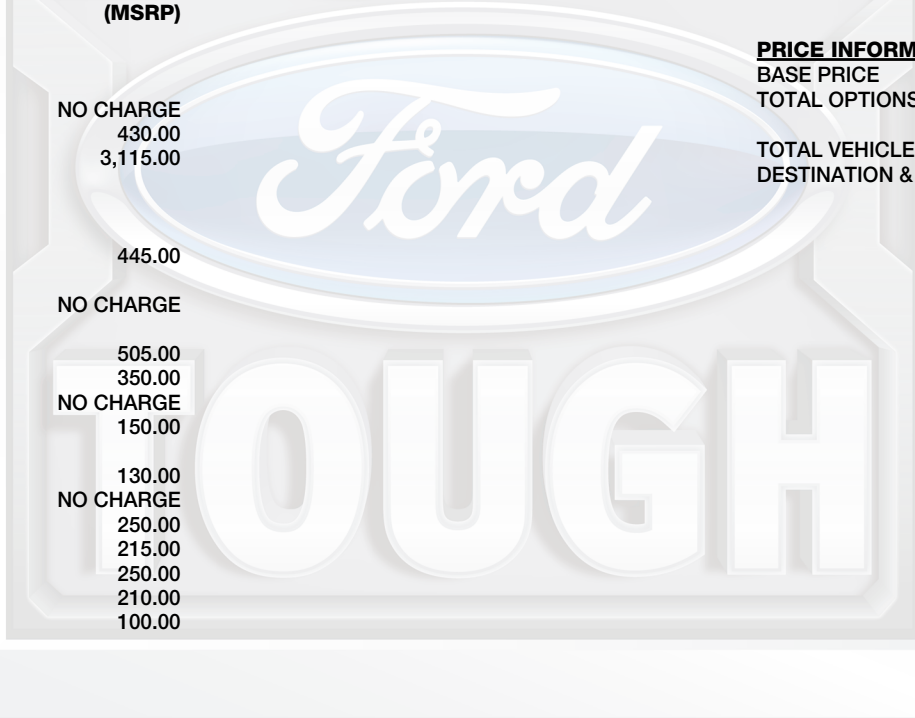 (MSRP)
NO CHARGE
430.00
3,115.00
445.00
NO CHARGE
505.00
350.00
NO CHARGE
150.00
130.00
NO CHARGE
250.00
215.00
250.00
210.00
100.00
PRICE INFORM
BASE PRICE
TOTAL OPTIONS
TOTAL VEHICLE
DESTINATION &
Ford
TOUGH